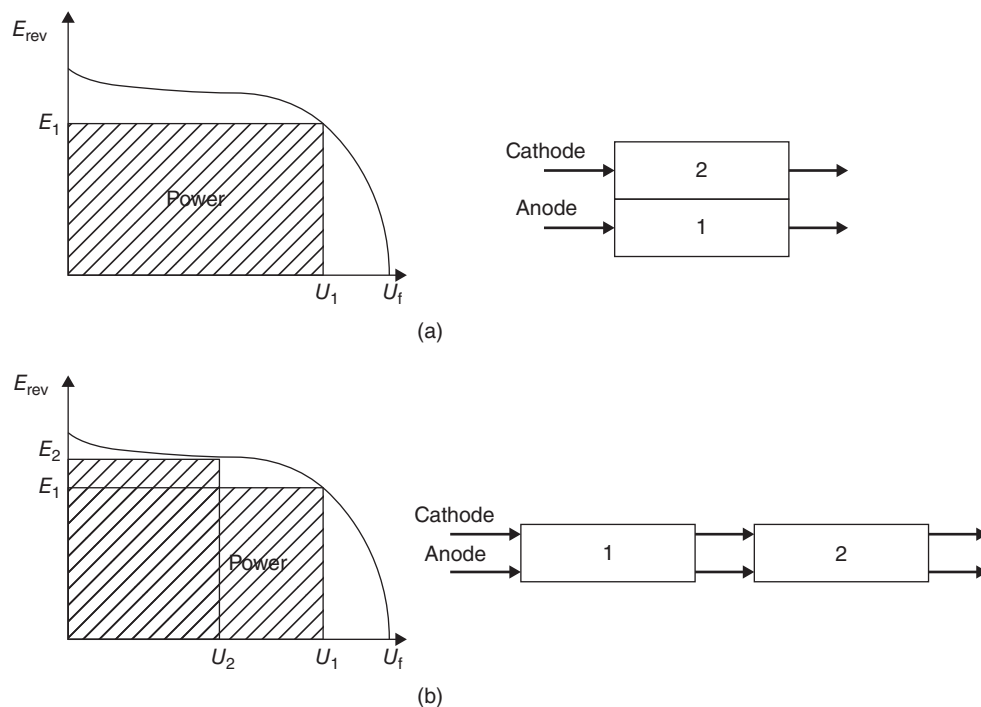 E_rev
E_1
Power
U_1
U_f
Cathode
2
Anode
1
(a)
E_rev
E_2
E_1
Power
U_2
U_1
U_f
Cathode
Anode
1
2
(b)